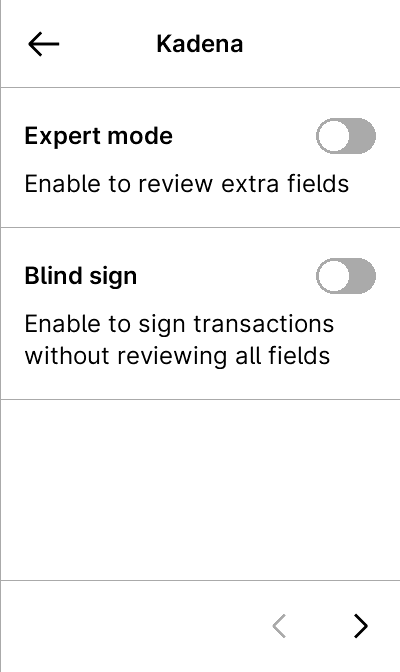 Kadena
Expert mode
Enable to review extra fields
Blind sign
Enable to sign transactions
without reviewing all fields